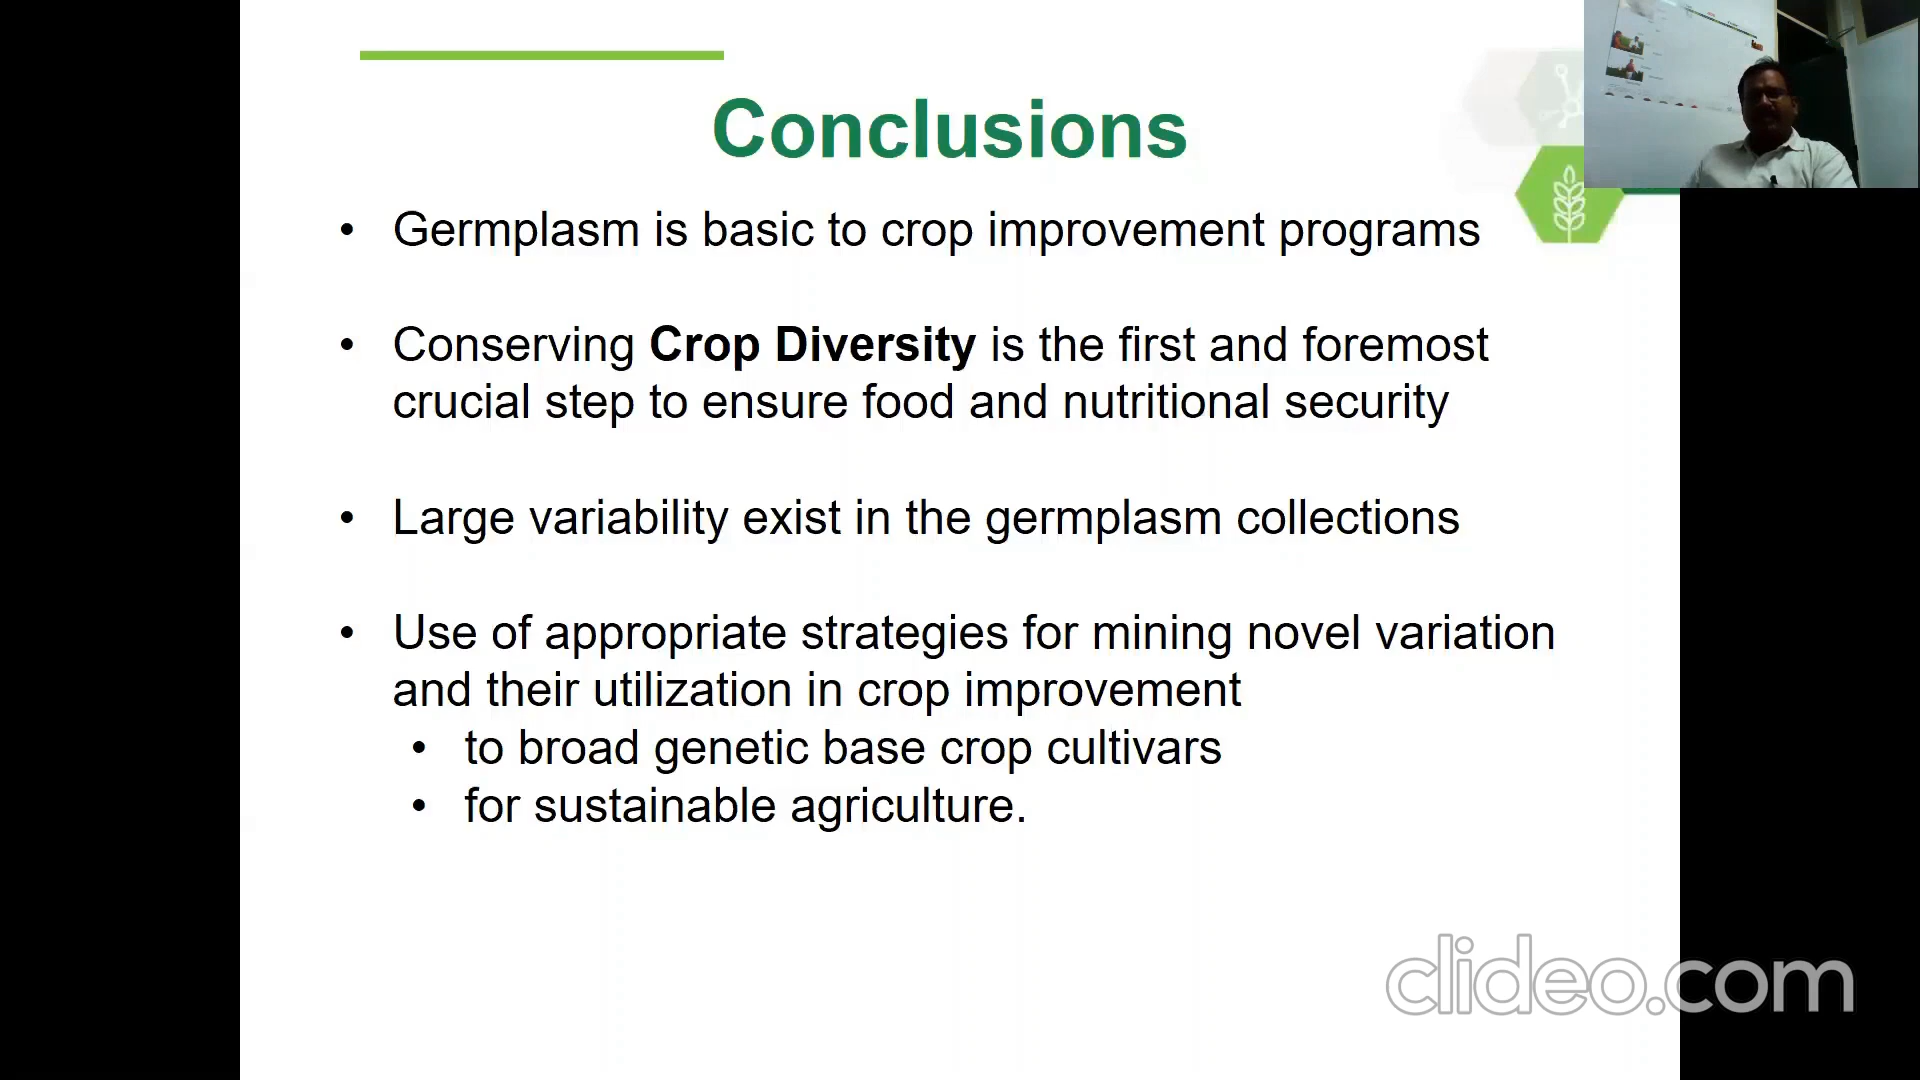 Conclusions
• Germplasm is basic to crop improvement programs
• Conserving Crop Diversity is the first and foremost
crucial step to ensure food and nutritional security
• Large variability exist in the germplasm collections
• Use of appropriate strategies for mining novel variation
and their utilization in crop improvement
• to broad genetic base crop cultivars
• for sustainable agriculture.
clideo.com